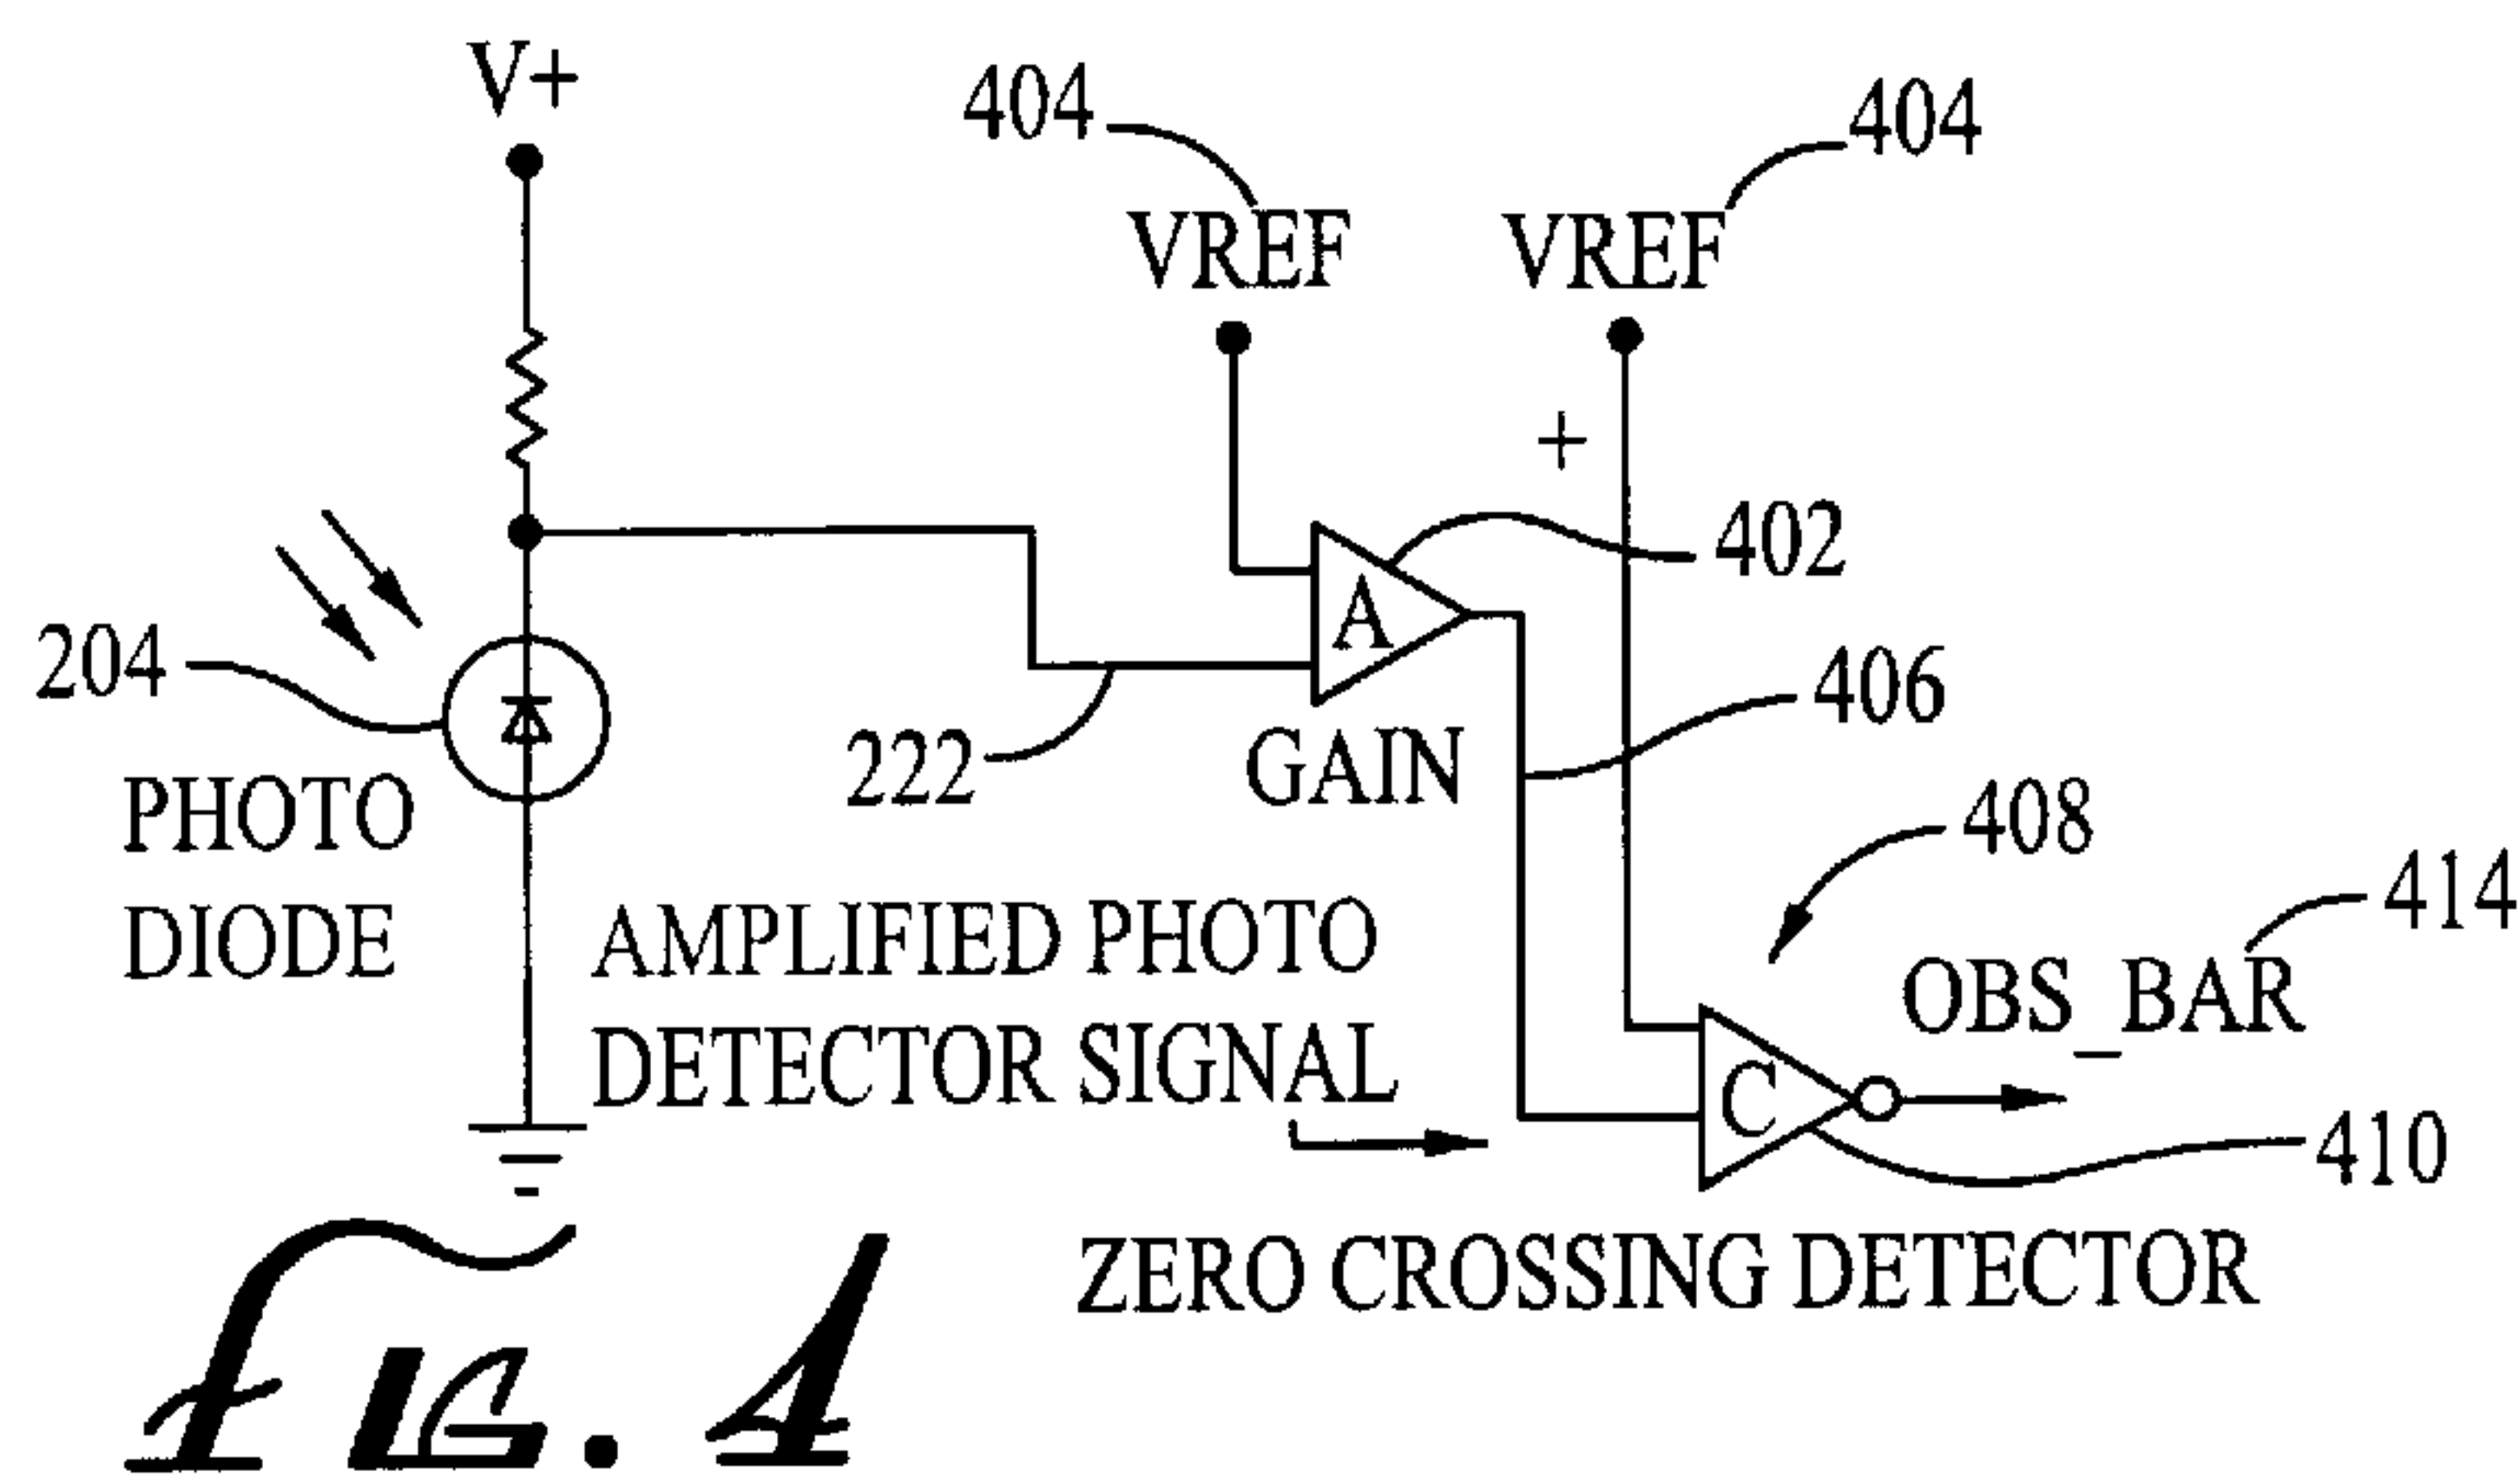 V+
404
404
VREF
VREF
+
402
A
204
406
222
GAIN
PHOTO
DIODE
408
414
AMPLIFIED PHOTO
DETECTOR SIGNAL
OBS_BAR
C
410
ZERO CROSSING DETECTOR
FIG. 4